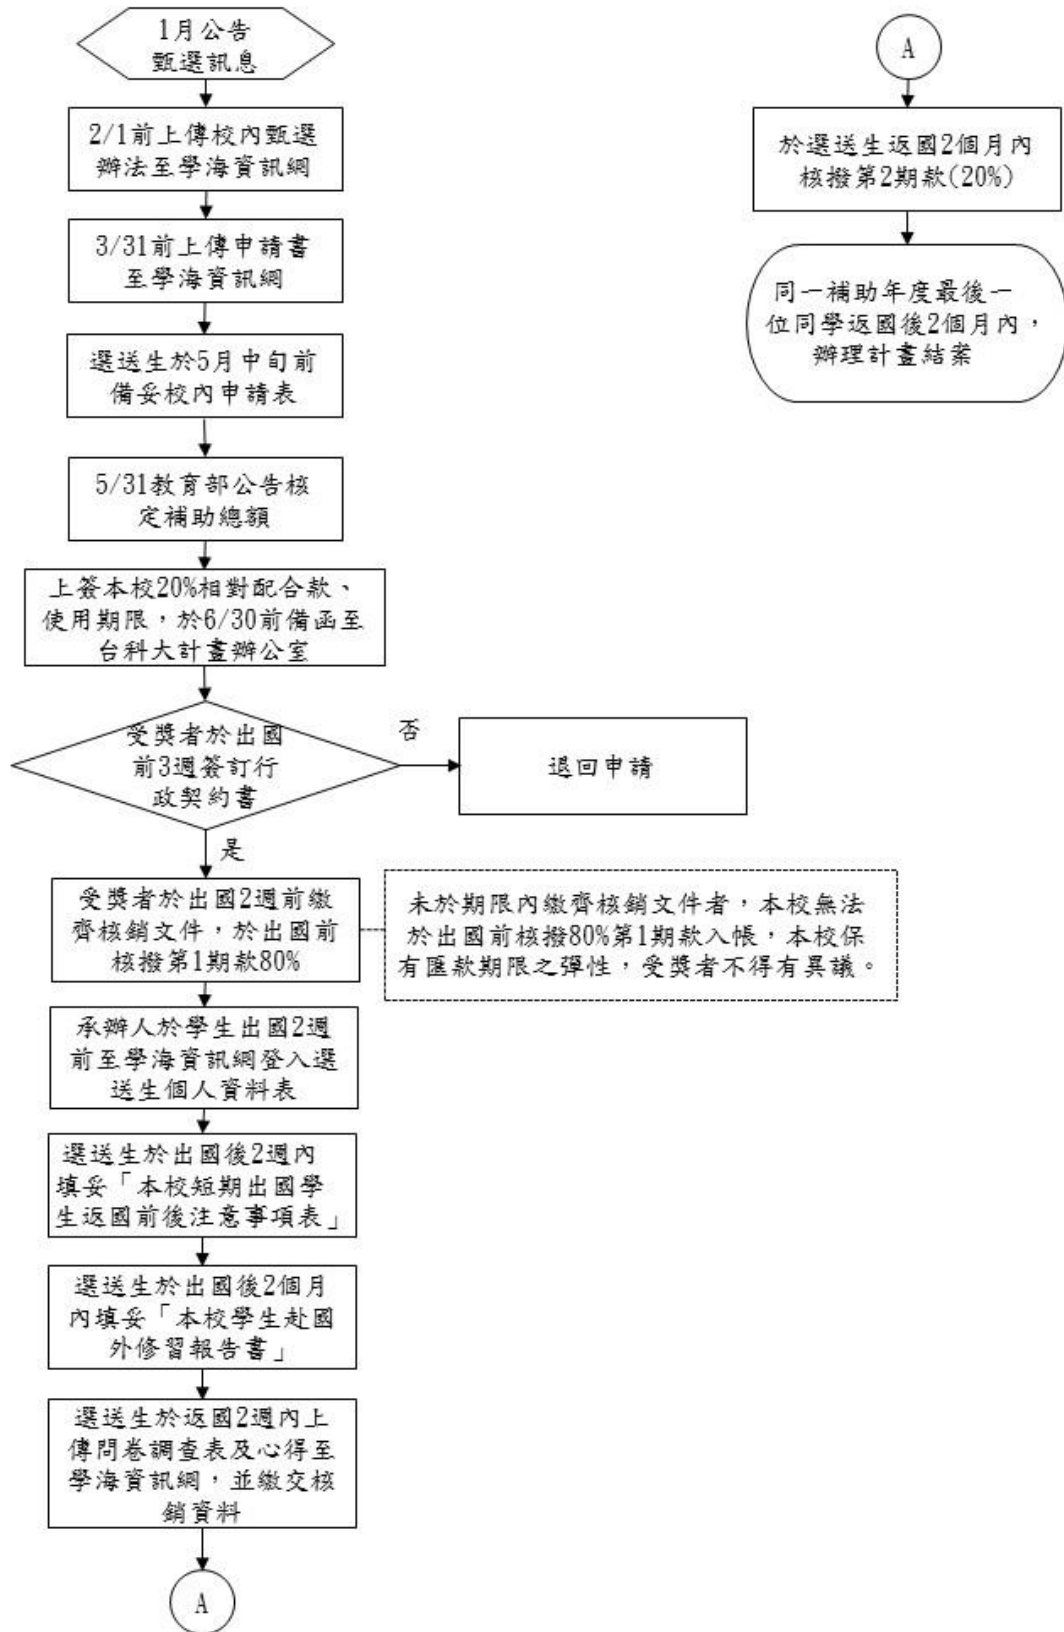 1月公告
甄選訊息
2/1前上傳校內甄選
辦法至學海資訊網
3/31前上傳申請書
至學海資訊網
選送生於5月中旬前
備妥校內申請表
5/31教育部公告核
定補助總額
上簽本校20%相對配合款、
使用期限，於6/30前備函至
台科大計畫辦公室
受獎者於出國
前3週簽訂行
政契約書
否
退回申請
是
受獎者於出國2週前繳
齊核銷文件，於出國前
核撥第1期款80%
未於期限內繳齊核銷文件者，本校無法
於出國前核撥80%第1期款入帳，本校保
有匯款期限之彈性，受獎者不得有異議。
承辦人於學生出國2週
前至學海資訊網登入選
送生個人資料表
選送生於出國後2週內
填妥「本校短期出國學
生返國前後注意事項表」
選送生於出國後2個月
內填妥「本校學生赴國
外修習報告書」
選送生於返國2週內上
傳問卷調查表及心得至
學海資訊網，並繳交核
銷資料
A
A
於選送生返國2個月內
核撥第2期款(20%)
同一補助年度最後一
位同學返國後2個月內，
辦理計畫結案